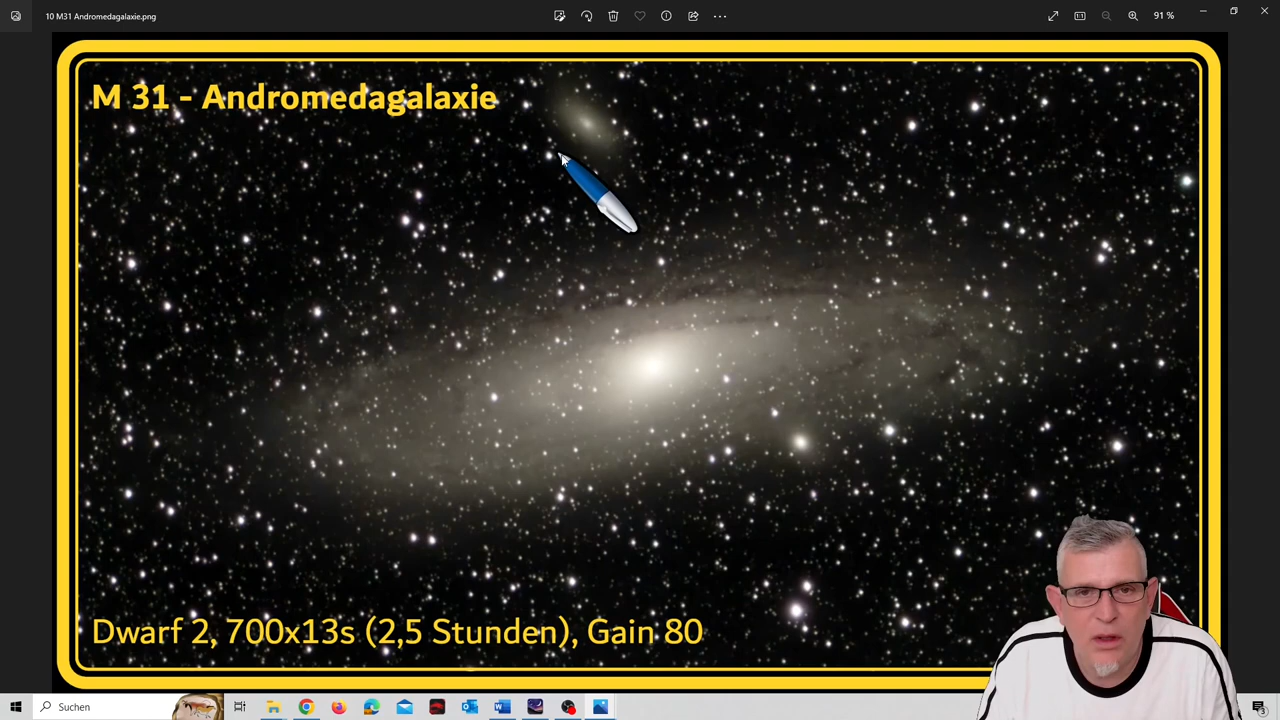 10 M31 Andromedagalaxie.png
91 %
M 31 - Andromedagalaxie
Dwarf 2, 700x13s (2,5 Stunden), Gain 80
Suchen